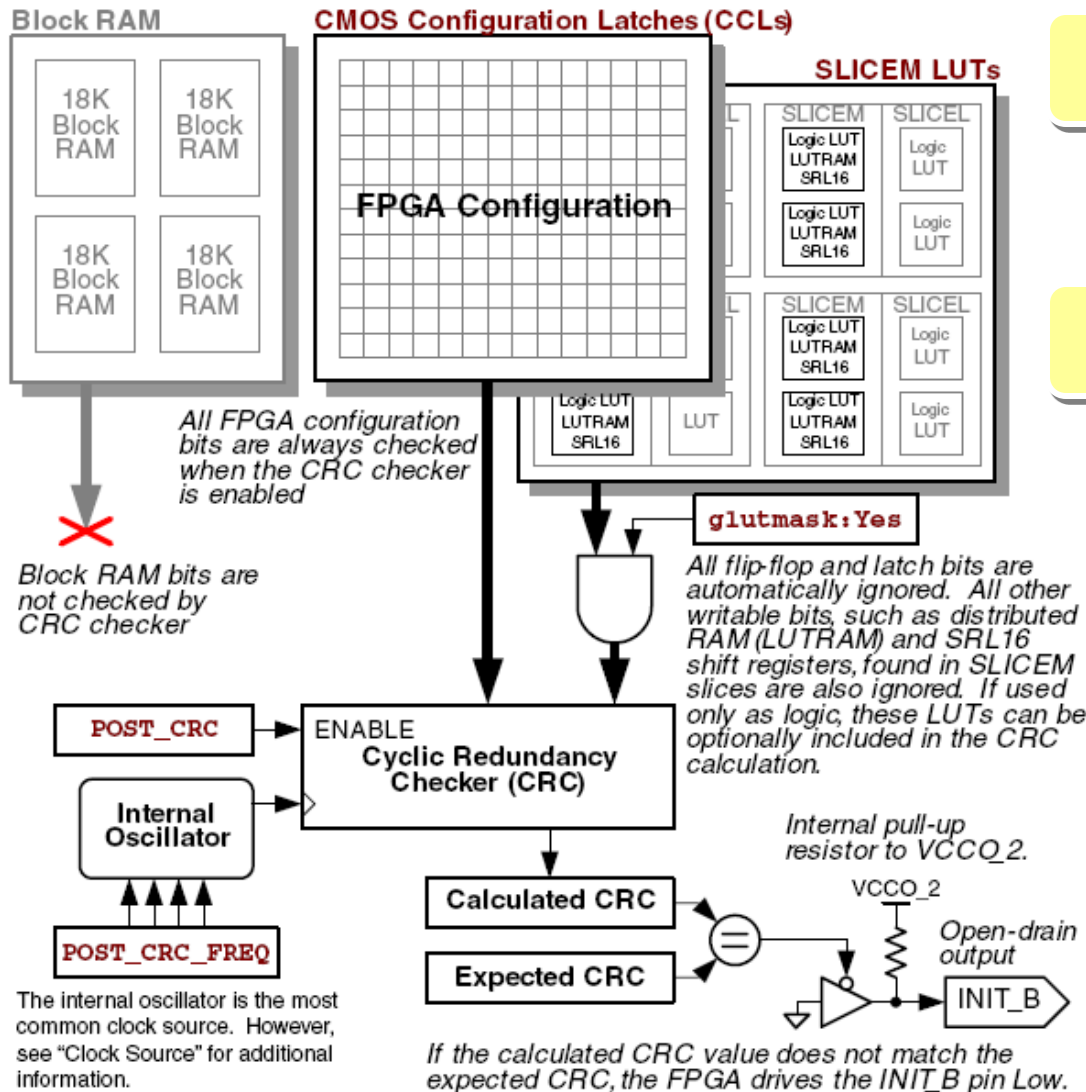 Block RAM
CMOS Configuration Latches (CCLs)
SLICEM LUTs
18K
Block
RAM
18K
Block
RAM
18K
Block
RAM
18K
Block
RAM
FPGA Configuration
SLICEM
SLICEL
Logic LUT
LUTRAM
SRL16
Logic
LUT
Logic LUT
LUTRAM
SRL16
Logic
LUT
SLICEM
SLICEL
Logic LUT
LUTRAM
SRL16
Logic
LUT
Logic LUT
LUTRAM
SRL16
LUT
Logic LUT
LUTRAM
SRL16
Logic
LUT
All FPGA configuration
bits are always checked
when the CRC checker
is enabled
Block RAM bits are
not checked by
CRC checker
glutmask:Yes
All flip-flop and latch bits are
automatically ignored. All other
writable bits, such as distributed
RAM (LUTRAM) and SRL16
shift registers, found in SLICEM
slices are also ignored. If used
only as logic, these LUTs can be
optionally included in the CRC
calculation.
POST_CRC
ENABLE
Cyclic Redundancy
Checker (CRC)
Internal
Oscillator
POST_CRC_FREQ
The internal oscillator is the most
common clock source. However,
see "Clock Source" for additional
information.
Calculated CRC
Expected CRC
=
Internal pull-up
resistor to VCCO_2.
VCCO_2
Open-drain
output
INIT_B
If the calculated CRC value does not match the
expected CRC, the FPGA drives the INIT_B pin Low.